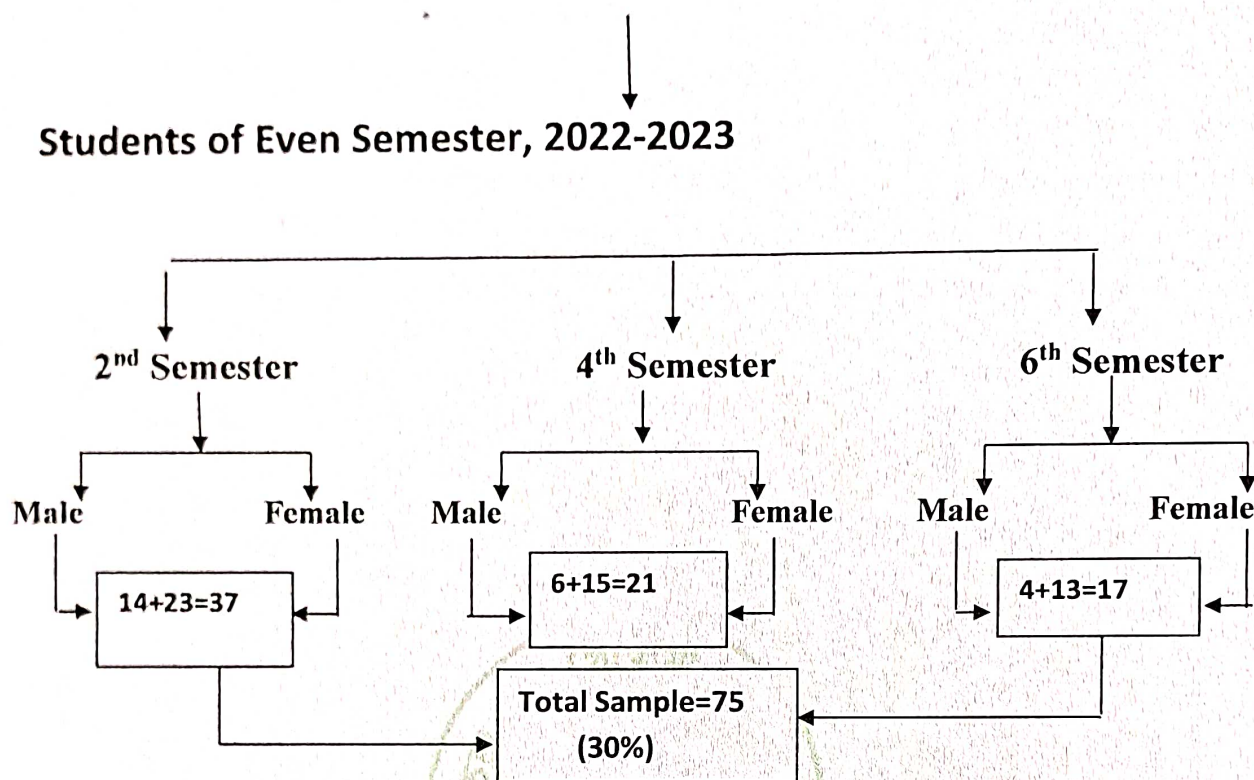 Students of Even Semester, 2022-2023
2nd Semester
4th Semester
6th Semester
Male
Female
Male
Female
Male
Female
14+23=37
6+15=21
4+13=17
Total Sample=75
(30%)